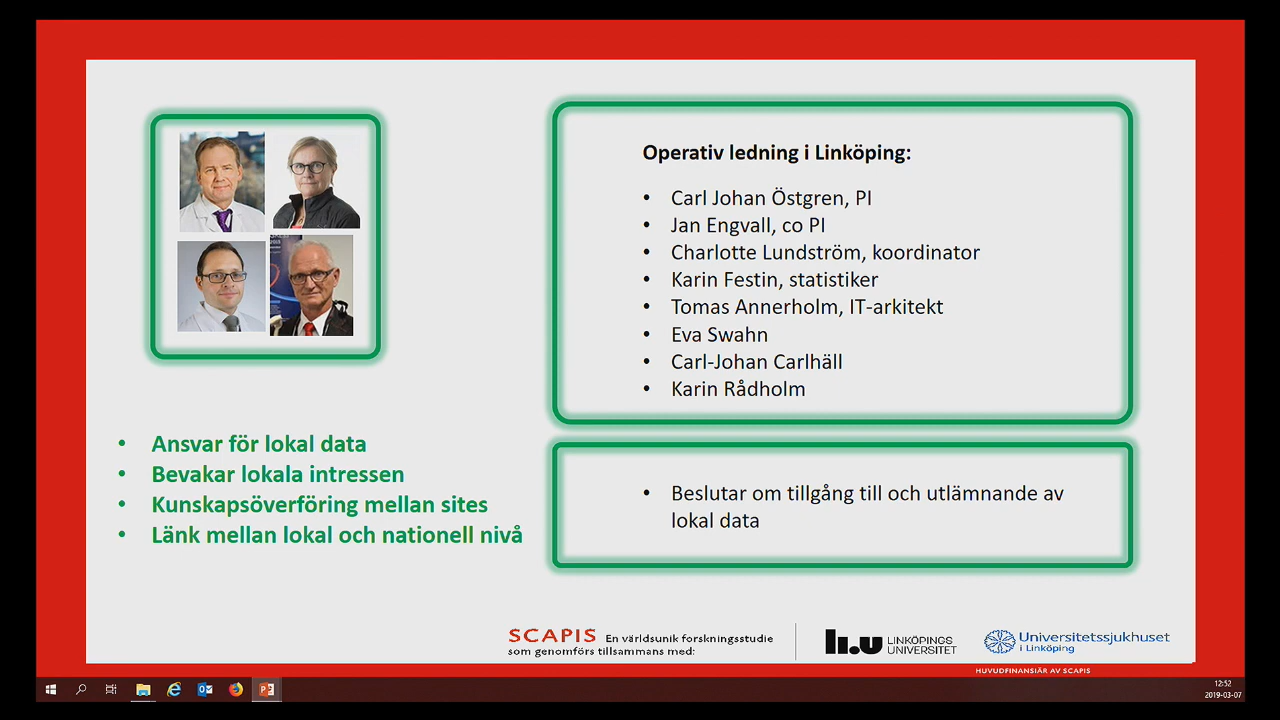 Operativ ledning i Linköping:
• Carl Johan Östgren, PI
• Jan Engvall, co PI
• Charlotte Lundström, koordinator
• Karin Festin, statistiker
• Tomas Annerholm, IT-arkitekt
• Eva Swahn
• Carl-Johan Carlhäll
• Karin Rådholm
• Ansvar för lokal data
• Bevakar lokala intressen
• Kunskapsöverföring mellan sites
• Länk mellan lokal och nationell nivå
• Beslutar om tillgång till och utlämnande av
lokal data
SCAPIS En världsunik forskningsstudie
som genomförs tillsammans med:
li.u LINKÖPINGS
UNIVERSITET
Universitetssjukhuset
i Linköping
HUVUDFINANSIÄR AV SCAPIS
12:52
2019-03-07